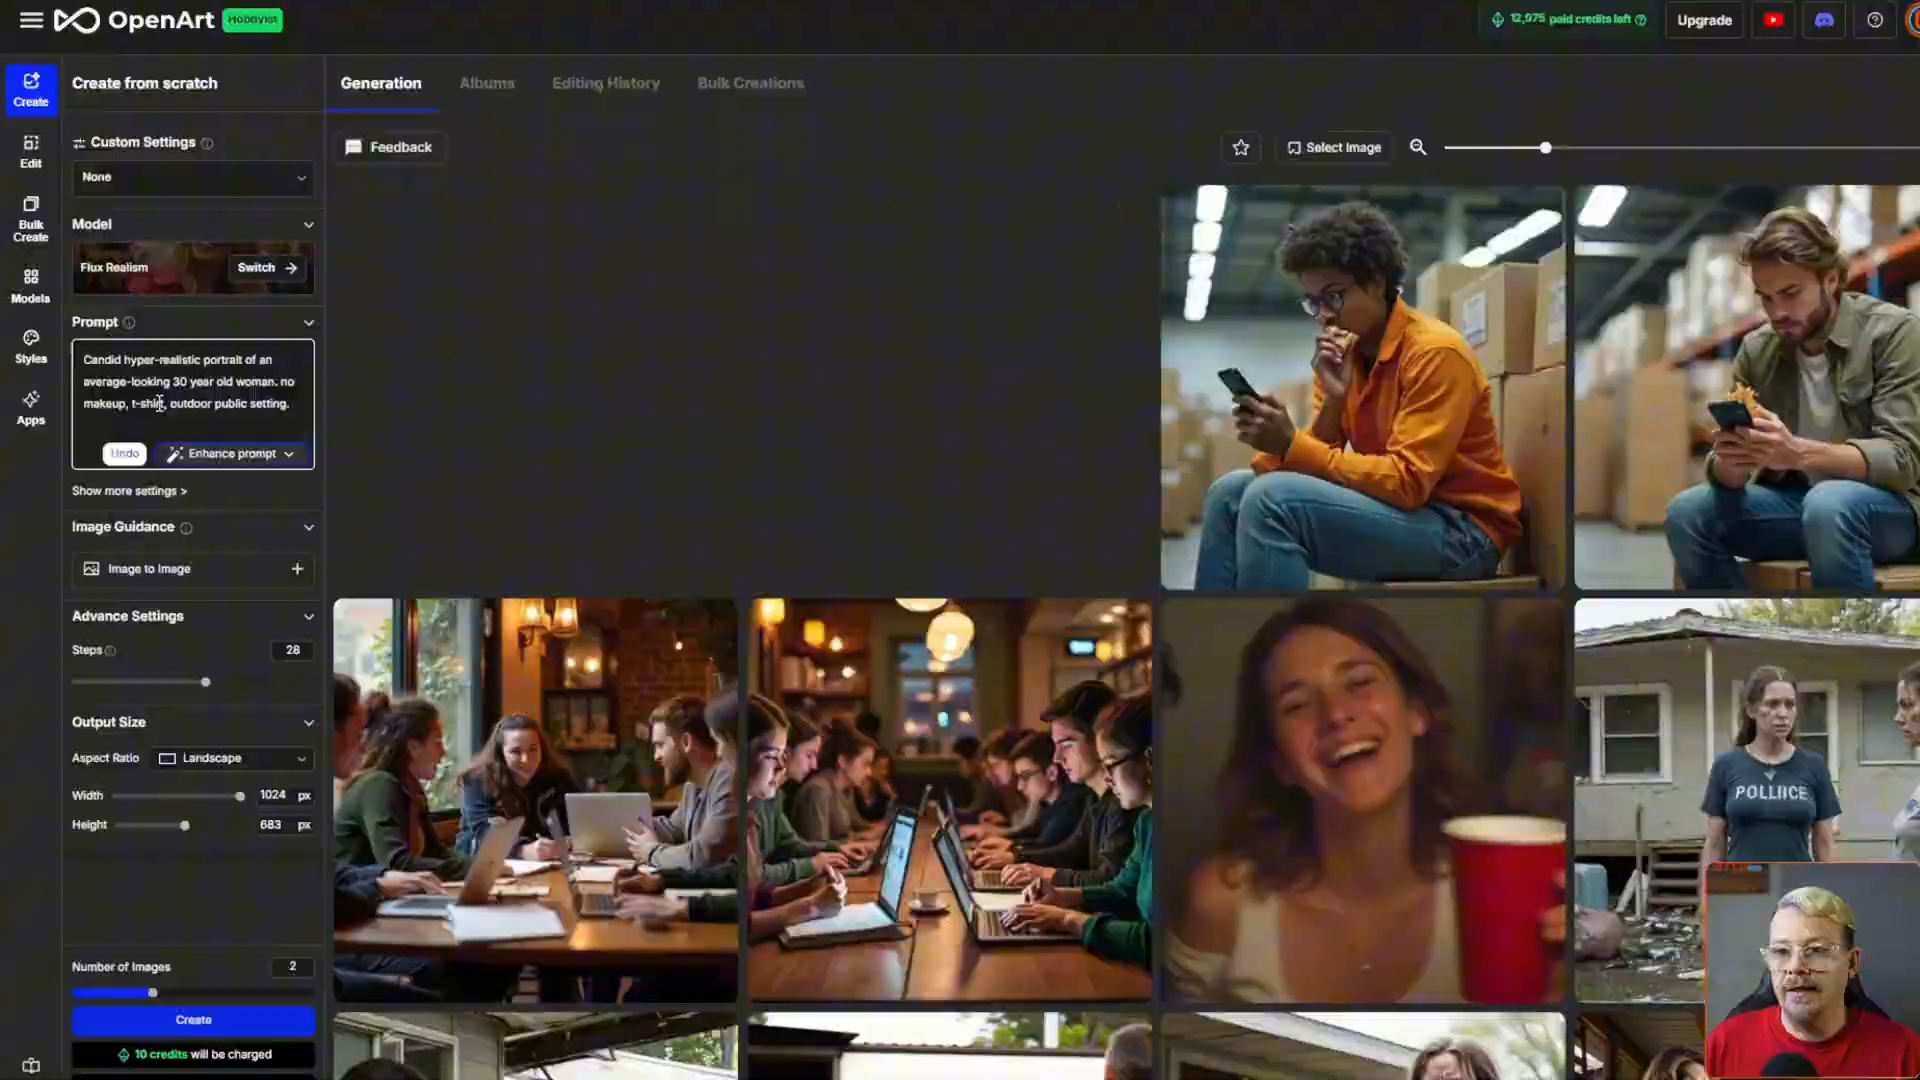 OpenArt Hobbyist
12,975 paid credits left
Upgrade
Create
Edit
Bulk
Create
Models
Styles
Apps
Create from scratch
Custom Settings
None
Model
Flux Realism
Switch
Prompt
Candid hyper-realistic portrait of an
average-looking 30 year old woman. no
makeup, t-shirt, outdoor public setting.
Undo
Enhance prompt
Show more settings >
Image Guidance
Image to Image
Advance Settings
Steps 28
Output Size
Aspect Ratio Landscape
Width 1024 px
Height 683 px
Number of Images 2
Create
10 credits will be charged
Generation Albums Editing History Bulk Creations
Feedback
Select Image
POLLIICE